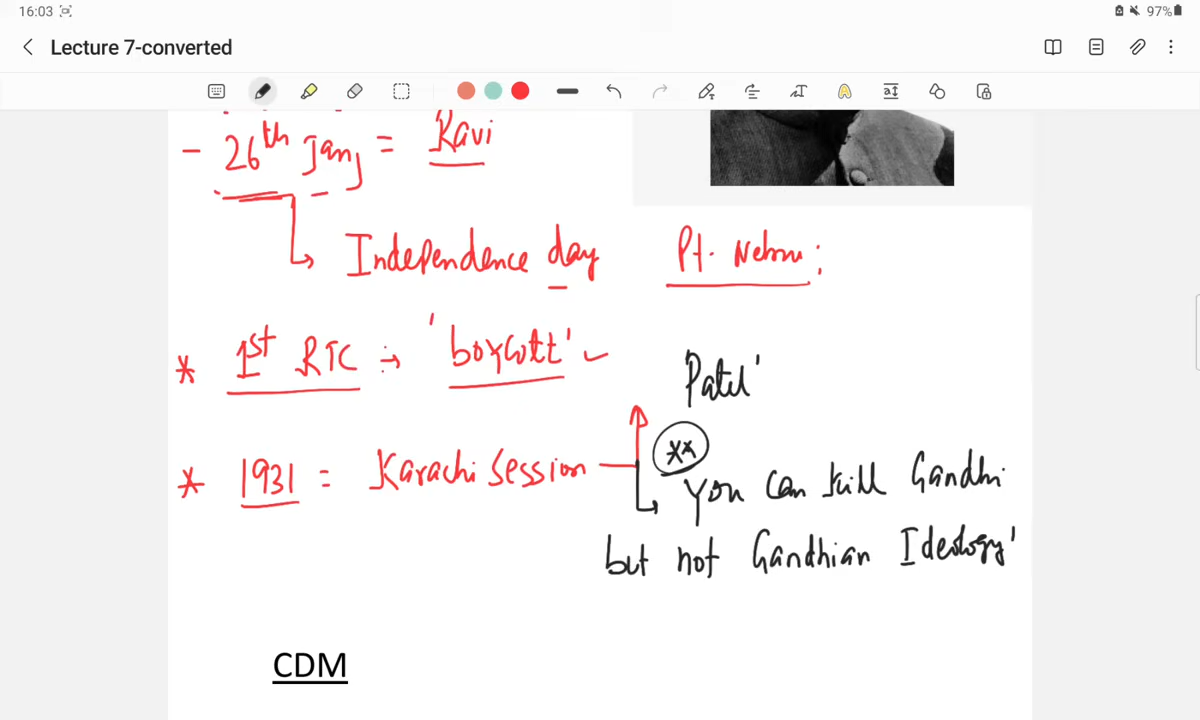 16:03 97%
Lecture 7-converted
- 26th Jan, = Ravi
Independence day Pt. Nehru:
* 1st RTC → 'boycott'
Patel'
* 1931 = Karachi Session **
You can kill Gandhi
but not Gandhian Ideology'
CDM